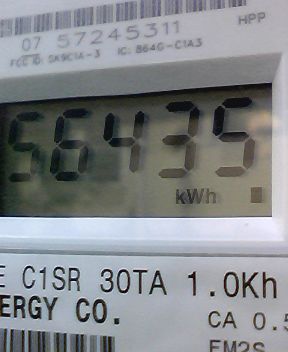 HPP
07 57245311
FCC ID: SK9C1A-3 IC: 864G-C1A3
56435
kWh
E C1SR 30TA 1.0Kh
ERGY CO.
CA 0.5
FM2S